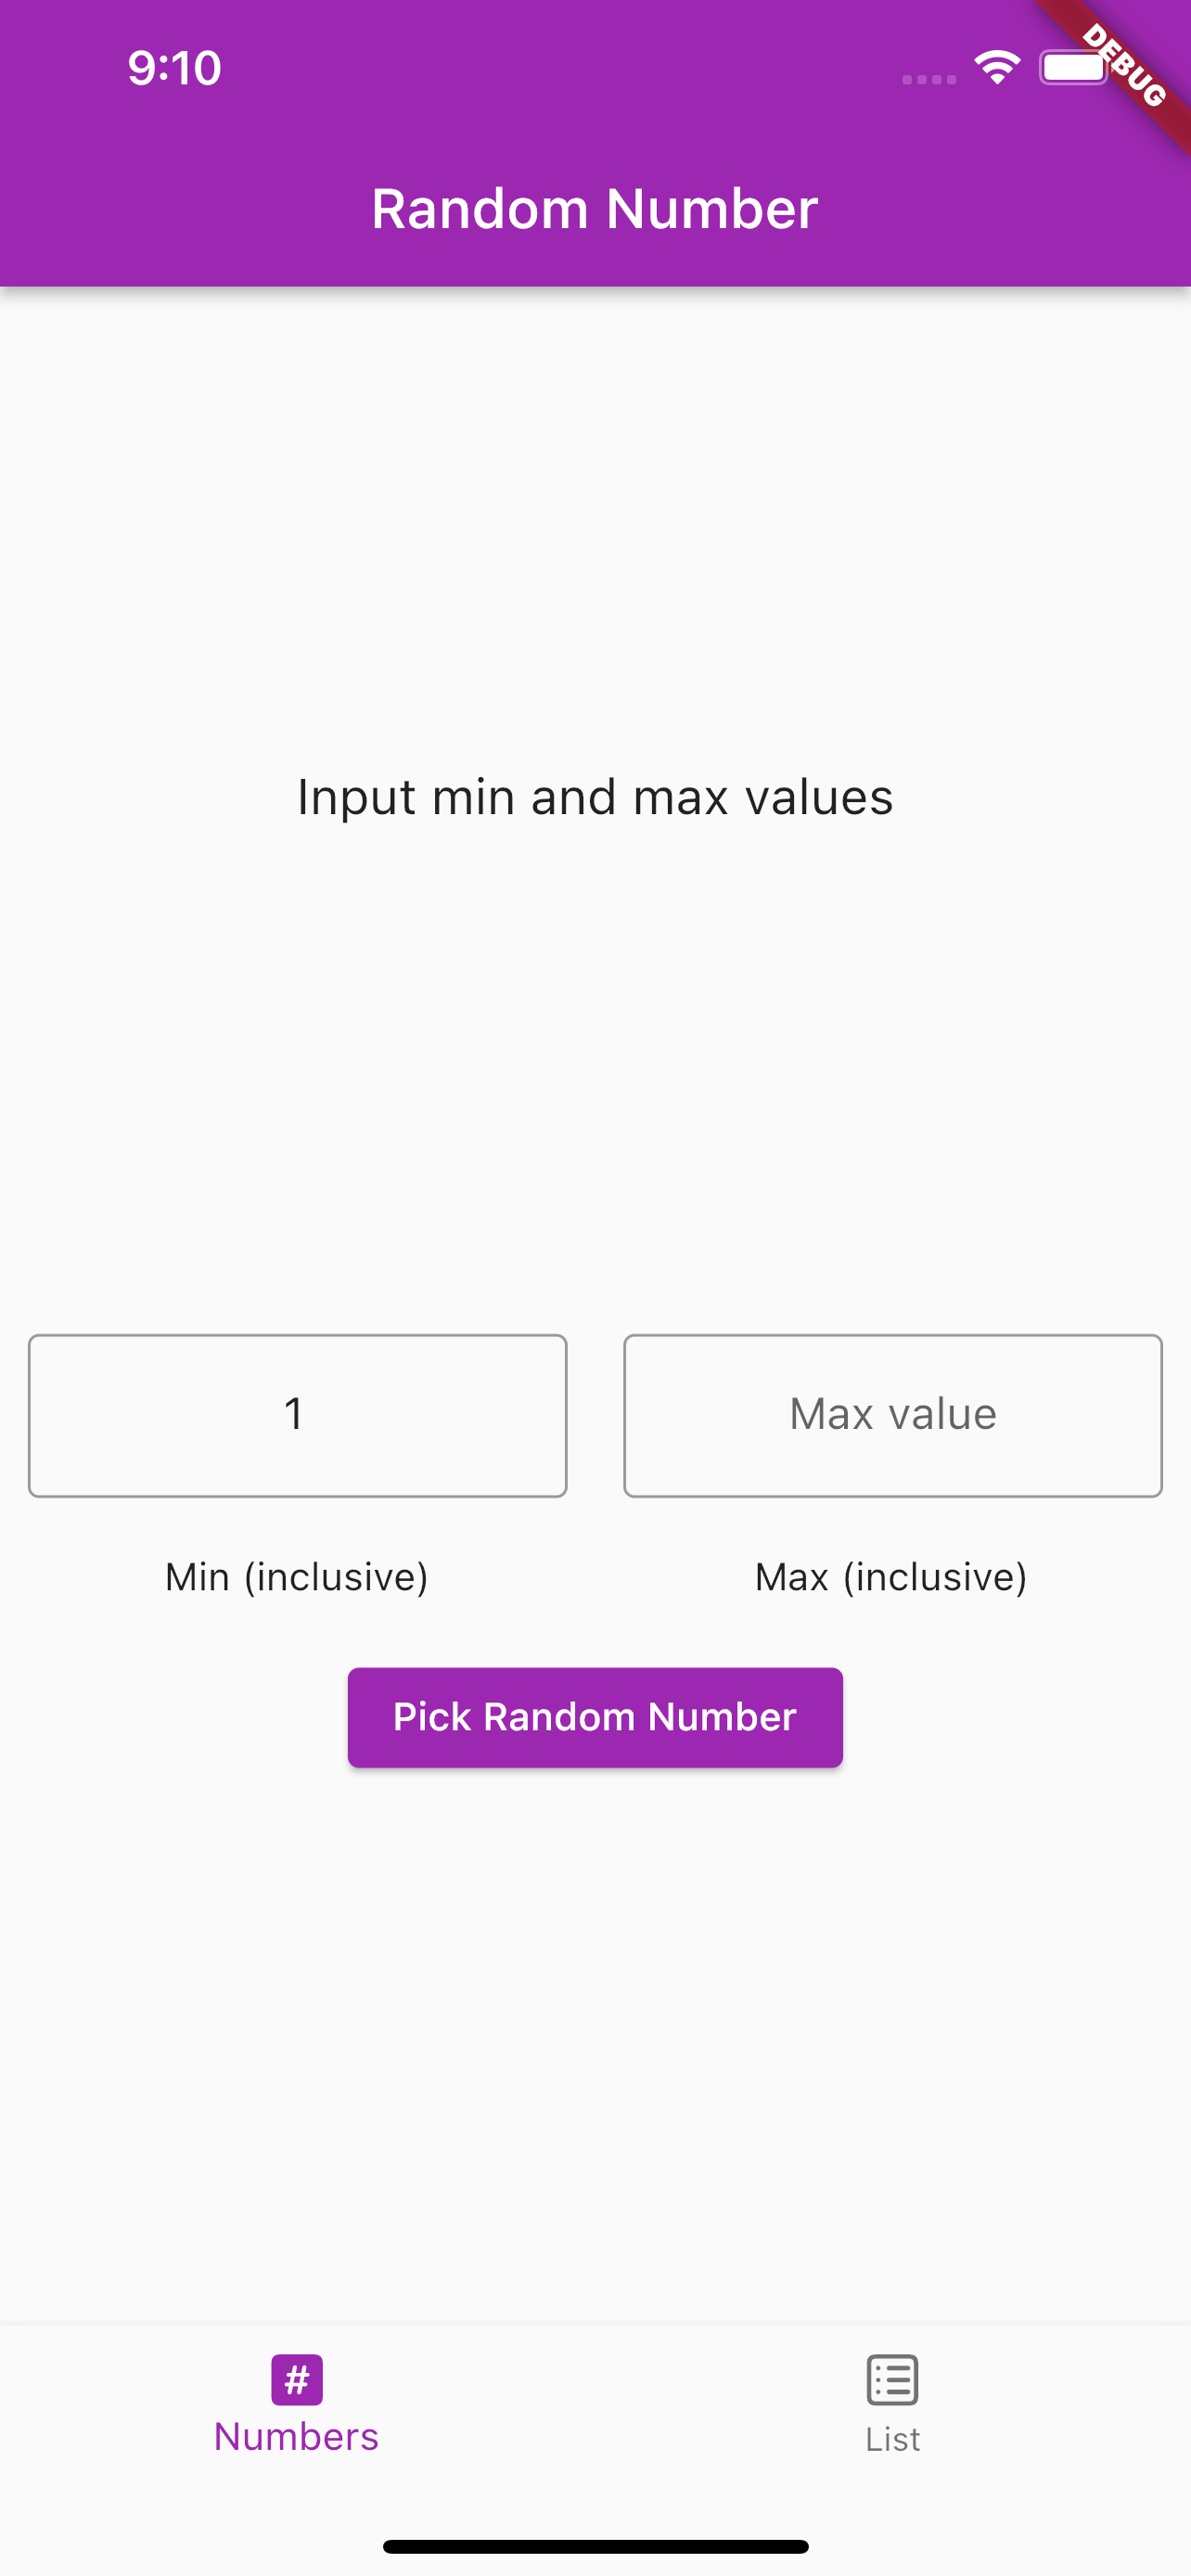 9:10
DEBUG
Random Number
Input min and max values
1
Max value
Min (inclusive)
Max (inclusive)
Pick Random Number
#
Numbers
List